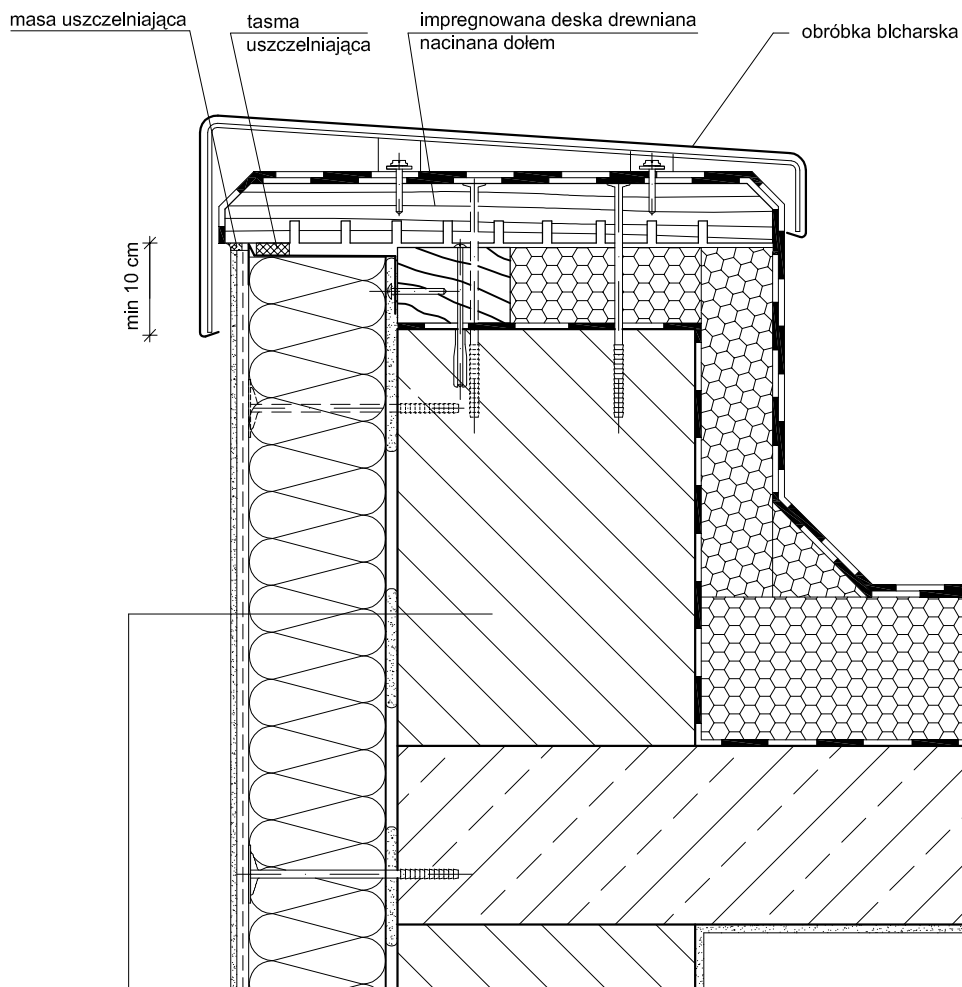 masa uszczelniająca
tasma
uszczelniająca
impregnowana deska drewniana
nacinana dołem
obróbka blcharska
min 10 cm